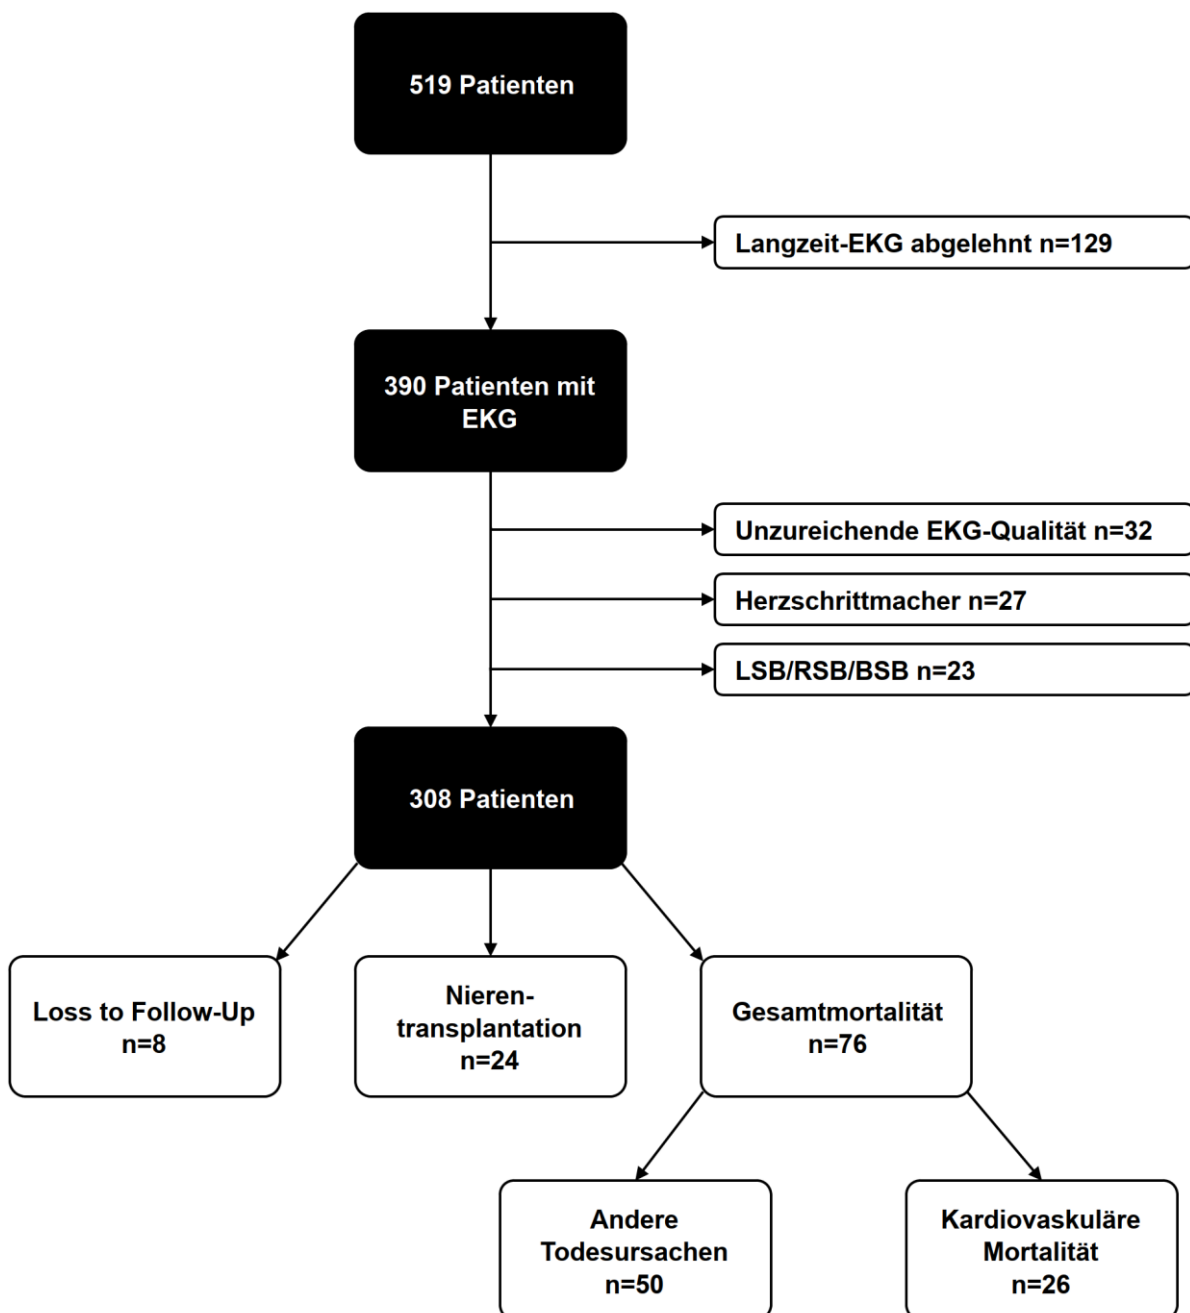 519 Patienten
Langzeit-EKG abgelehnt n=129
390 Patienten mit
EKG
Unzureichende EKG-Qualität n=32
Herzschrittmacher n=27
LSB/RSB/BSB n=23
308 Patienten
Loss to Follow-Up
n=8
Nieren-
transplantation
n=24
Gesamtmortalität
n=76
Andere
Todesursachen
n=50
Kardiovaskuläre
Mortalität
n=26